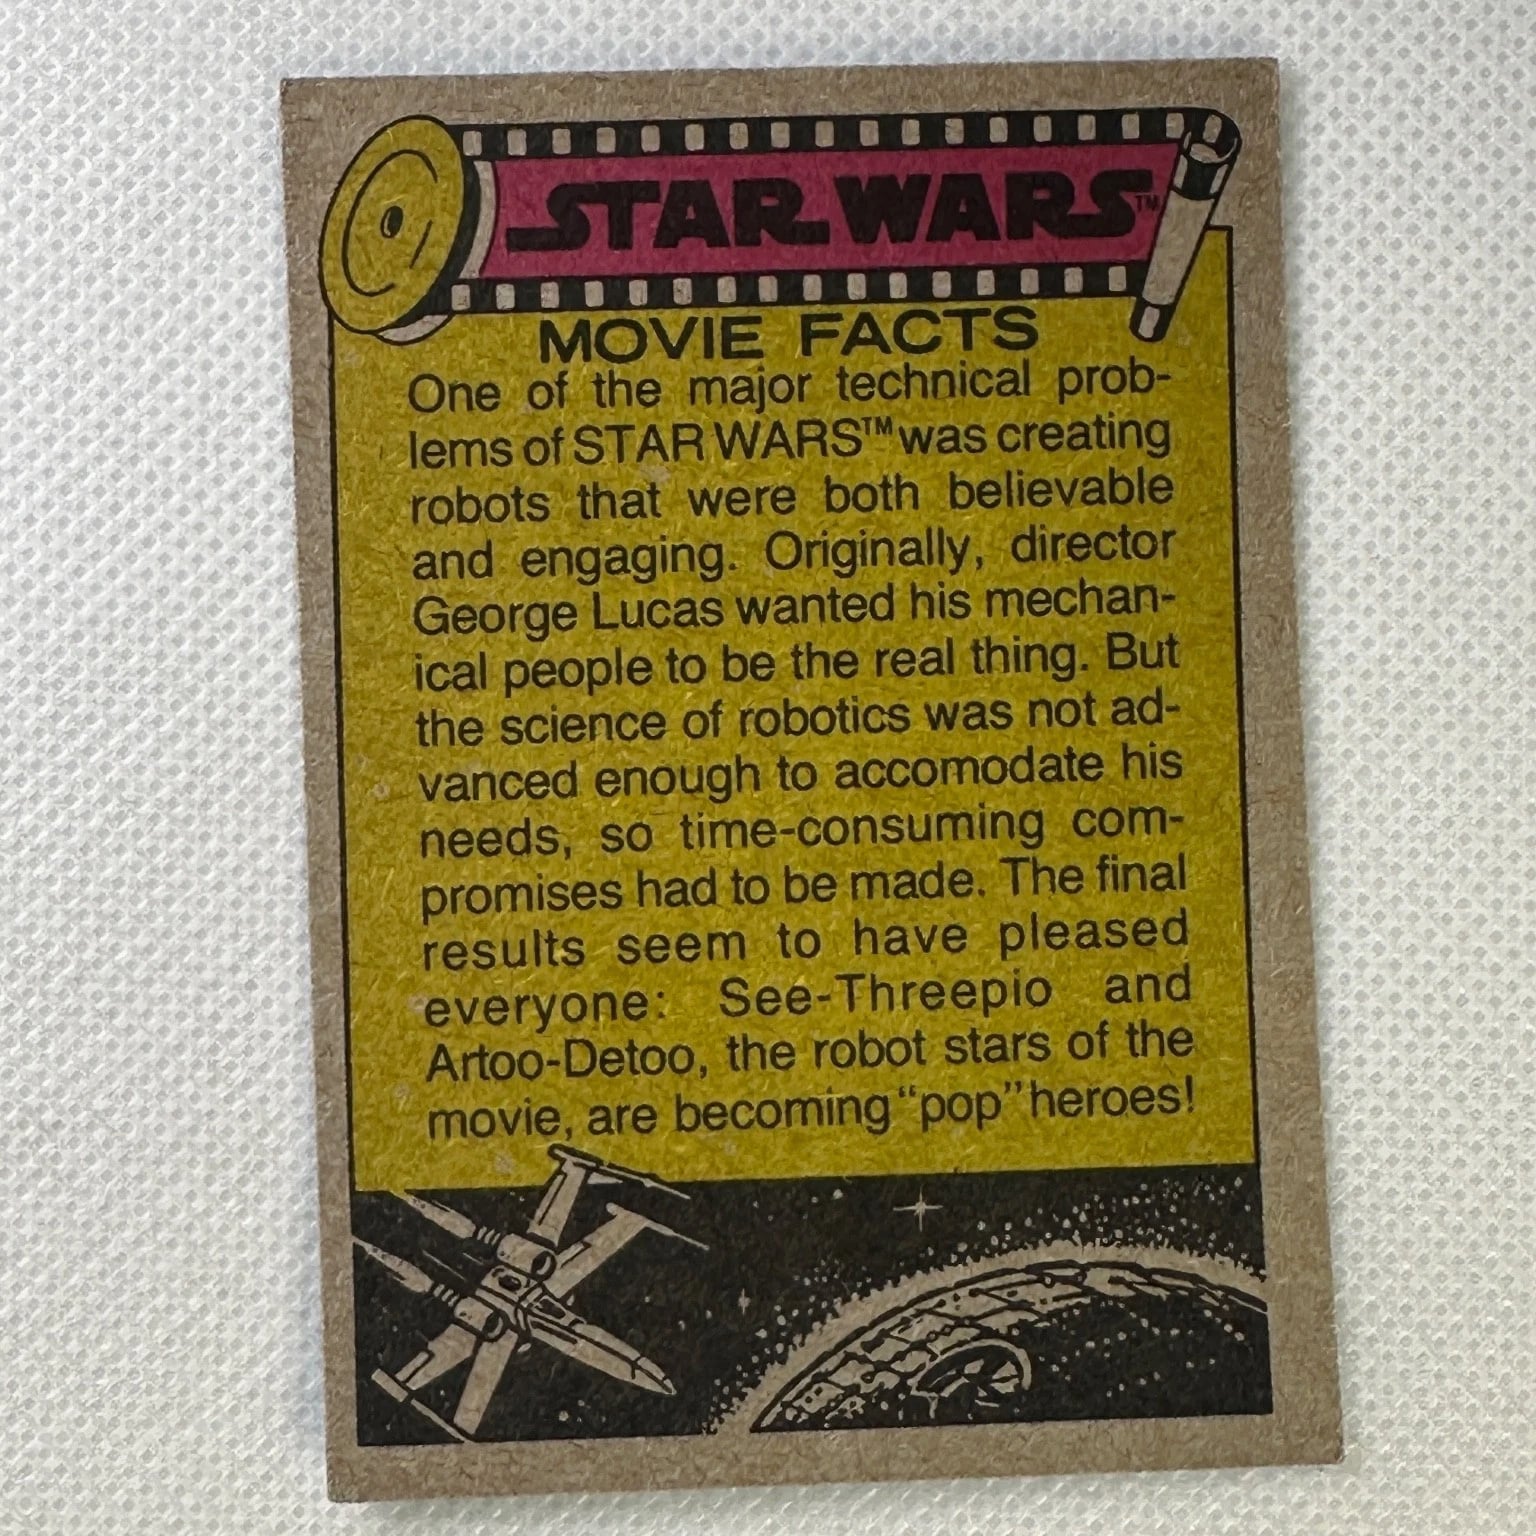 STAR WARS™
MOVIE FACTS
One of the major technical prob-
lems of STAR WARS™ was creating
robots that were both believable
and engaging. Originally, director
George Lucas wanted his mechan-
ical people to be the real thing. But
the science of robotics was not ad-
vanced enough to accomodate his
needs, so time-consuming com-
promises had to be made. The final
results seem to have pleased
everyone: See-Threepio and
Artoo-Detoo, the robot stars of the
movie, are becoming "pop" heroes!